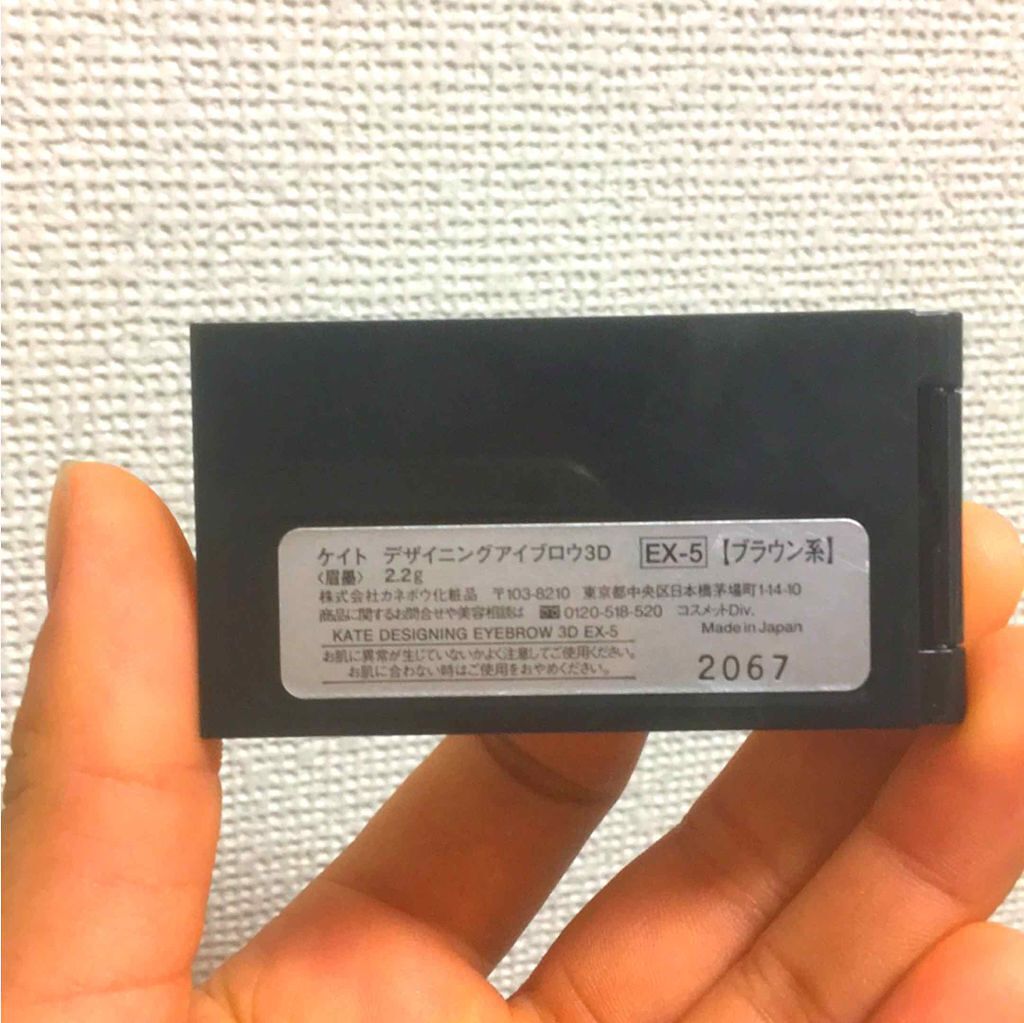 ケイト デザイニングアイブロウ3D EX-5 【ブラウン系】
〈眉墨〉 2.2g
株式会社カネボウ化粧品 〒103-8210 東京都中央区日本橋茅場町1-14-10
商品に関するお問合せや美容相談は 0120-518-520 コスメットDiv.
KATE DESIGNING EYEBROW 3D EX-5 Made in Japan
お肌に異常が生じていないかよく注意してご使用ください。
お肌に合わない時はご使用をおやめください。
2067